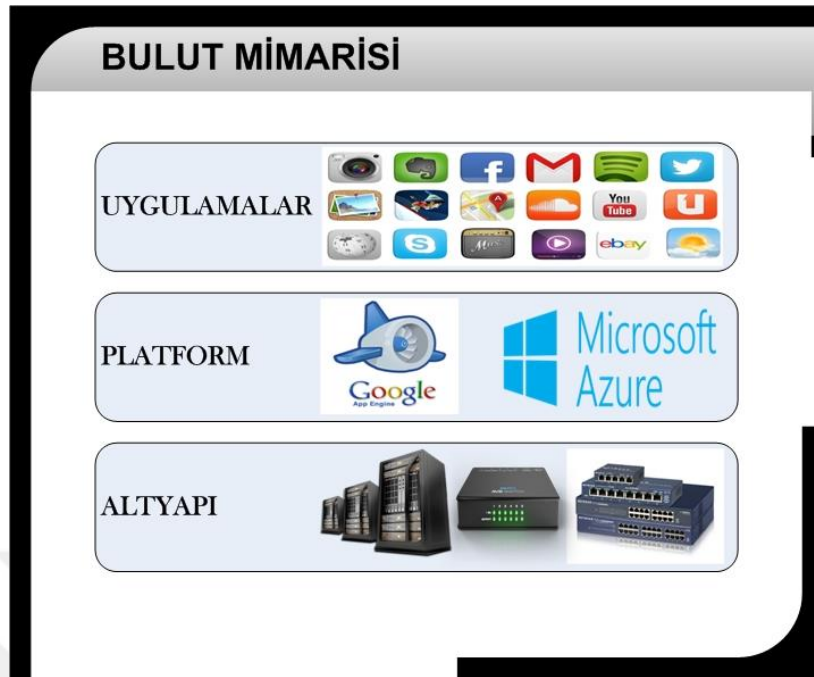 BULUT MİMARİSİ
UYGULAMALAR
You
Tube
ebay
PLATFORM
Google
App Engine
Microsoft
Azure
ALTYAPI